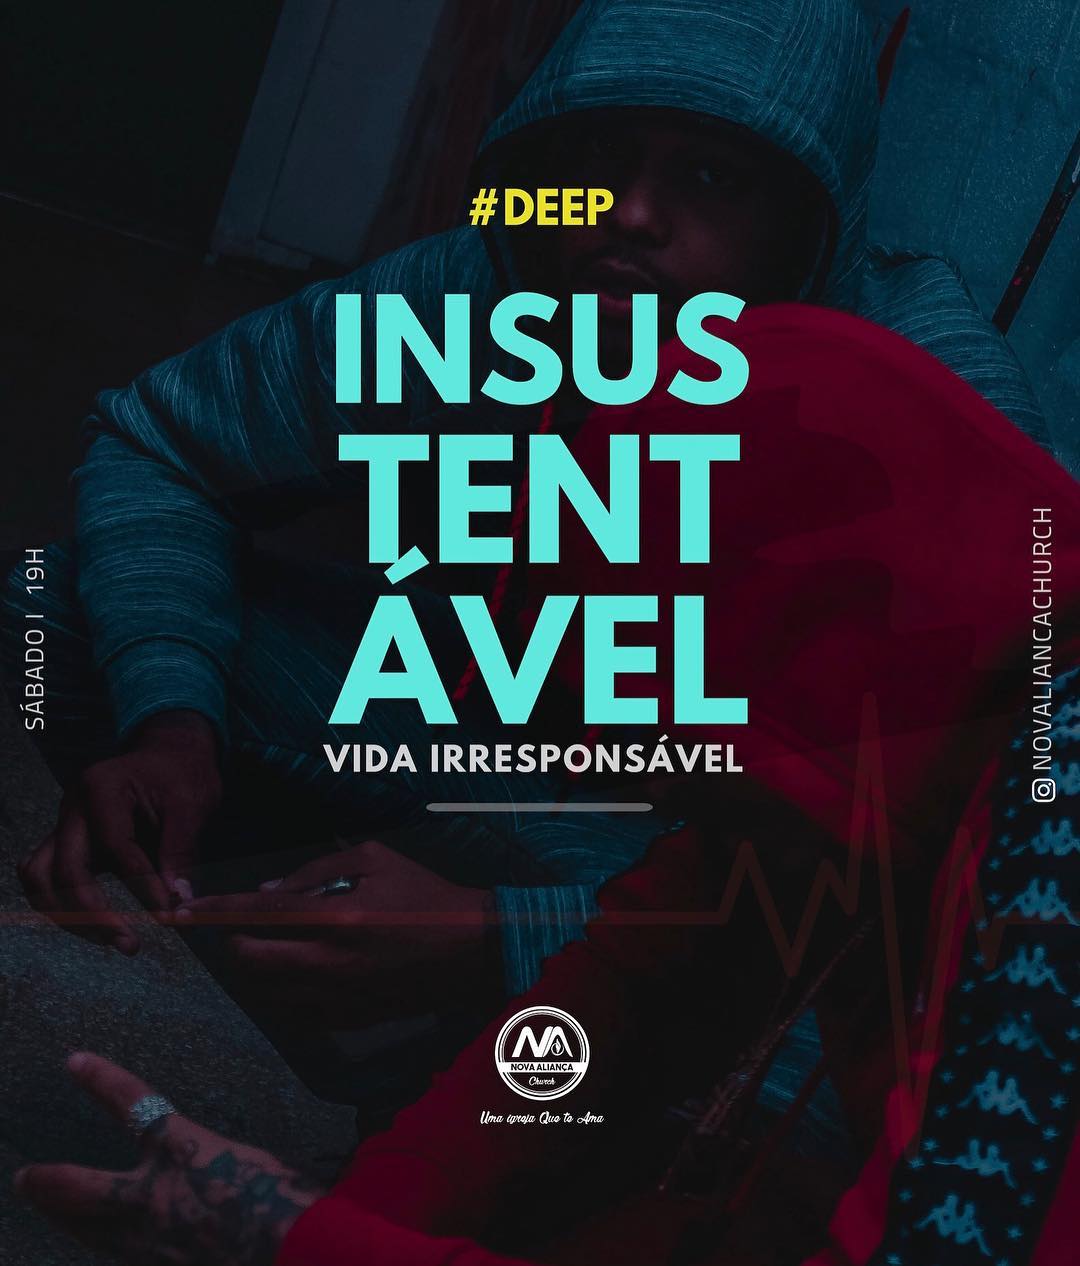 #DEEP
INSUS
TENT
ÁVEL
VIDA IRRESPONSÁVEL
SÁBADO | 19H
NOVALIANCACHURCH
NA
NOVA ALIANÇA
Church
Uma igreja Que te Ama